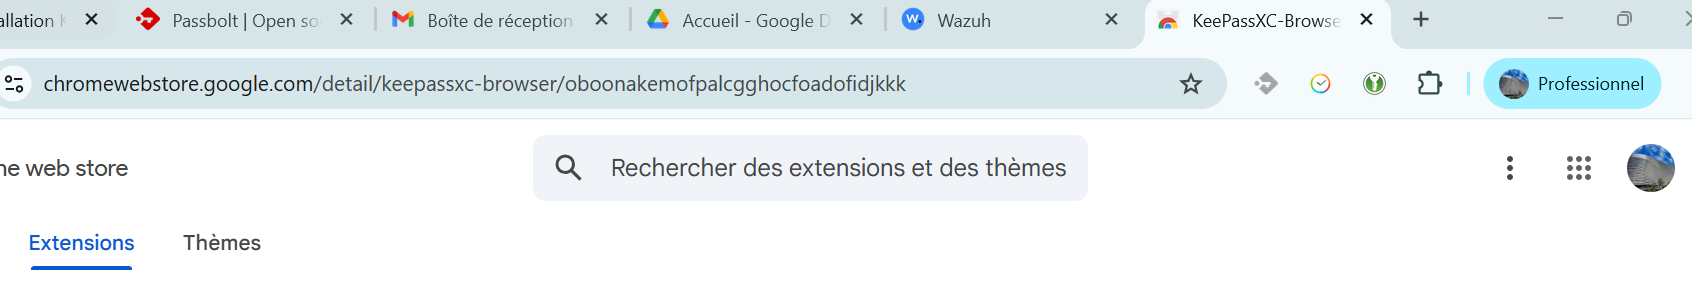 Passbolt | Open so
Boîte de réception
Accueil - Google D
Wazuh
KeePassXC-Browse
chromewebstore.google.com/detail/keepassxc-browser/oboonakemofpalcgghocfoadofidjkkk
Professionnel
web store
Rechercher des extensions et des thèmes
Extensions
Thèmes